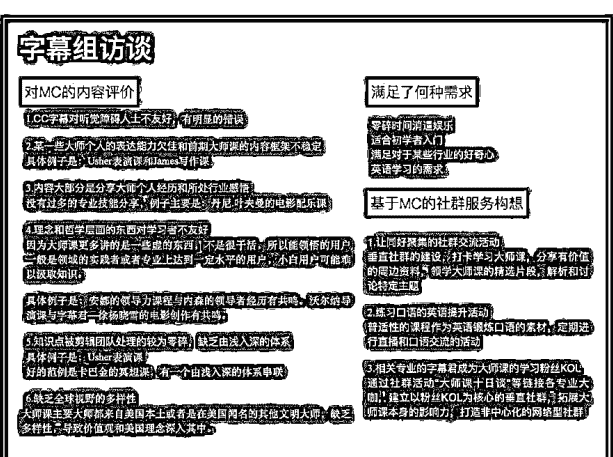 字幕组访谈
对MC的内容评价
1.CC字幕对听觉障碍人士不友好，有明显的错误
2.某一些大师个人的表达能力欠佳和前期大师课的内容框架不稳定
具体例子是：Usher表演课和James写作课
3.内容大部分是分享大师个人经历和所处行业感悟
没有过多的专业技能分享，例子主要是：丹尼叶夫曼的电影配乐课
4.理念和哲学层面的东西对学习者不友好
因为大师课更多讲的是一些虚的东西，不是很干活，所以能领悟的用户
一般是领域的实践者或者专业上达到一定水平的用户，小白用户可能难
以汲取知识。
具体例子是：安娜的领导力课程与内森的领导者经历有共鸣，沃尔纳导
演课与字幕君—徐杨晓雪的电影创作有共鸣。
5.知识点被剪辑团队处理的较为零碎，缺乏由浅入深的体系
具体例子是：Usher表演课
好的范例是卡巴金的冥想课，有一个由浅入深的体系串联
6.缺乏全球视野的多样性
大师课主要大师都来自美国本土或者是在美国闻名的其他文明大师，缺乏
多样性，导致价值观和美国理念深入其中。
满足了何种需求
零碎时间消遣娱乐
适合初学者入门
满足对于某些行业的好奇心
英语学习的需求
基于MC的社群服务构想
1.让同好聚集的社群交流活动
垂直社群的建设，打卡学习大师课，分享有价值
的周边资料，领学大师课的精选片段，解析和讨
论特定主题
2.练习口语的英语提升活动
普适性的课程作为英语锻炼口语的素材，定期进
行直播和口语交流的活动
3.相关专业的字幕君成为大师课的学习粉丝KOL
通过社群活动“大师课十日谈”等链接各专业大
咖，建立以粉丝KOL为核心的垂直社群，拓展大
师课本身的影响力，打造非中心化的网络型社群